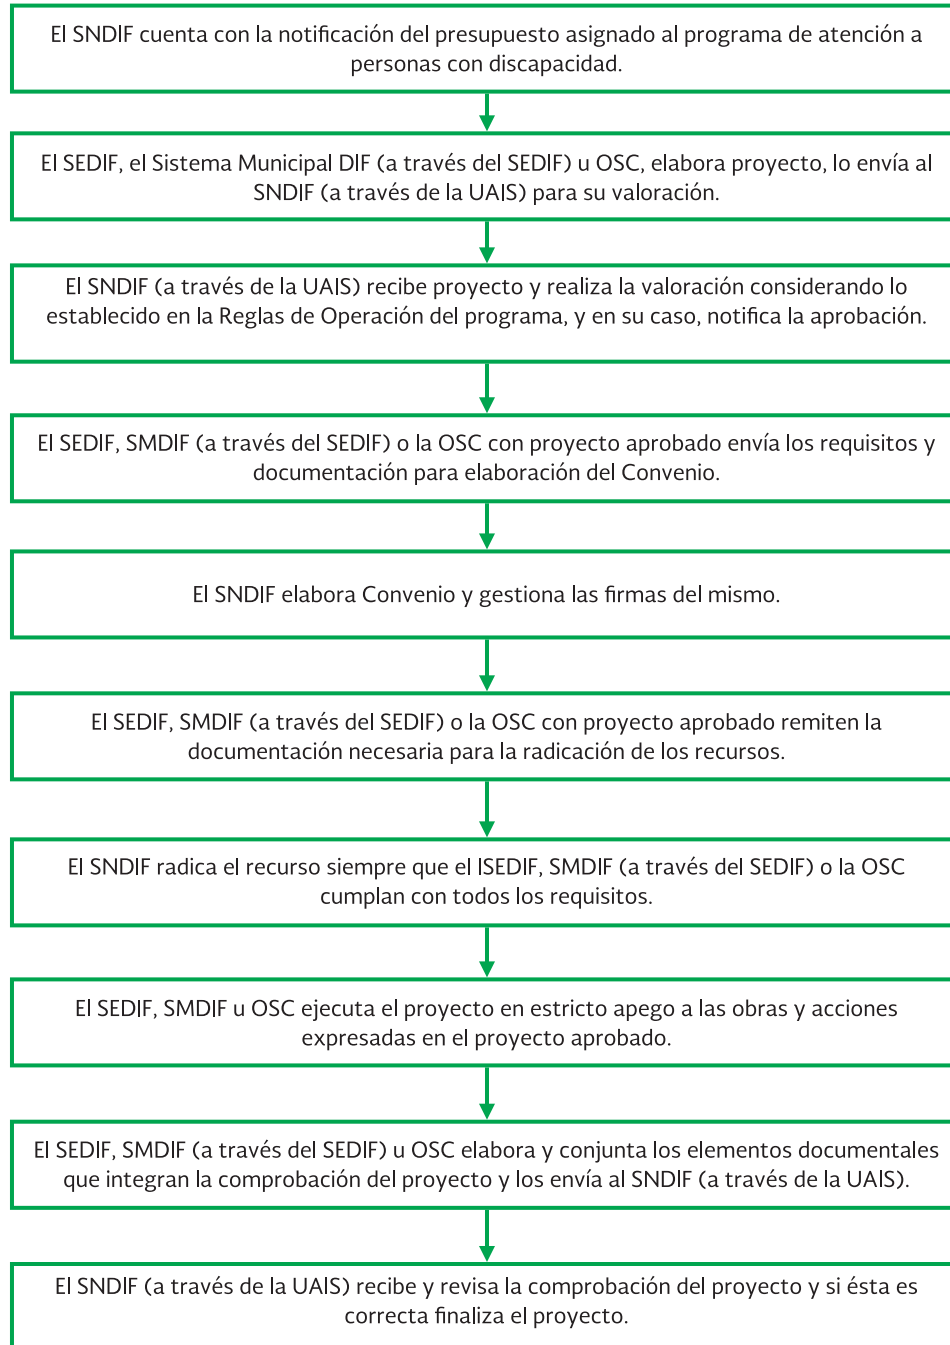 El SNDIF cuenta con la notificación del presupuesto asignado al programa de atención a
personas con discapacidad.
El SEDIF, el Sistema Municipal DIF (a través del SEDIF) u OSC, elabora proyecto, lo envía al
SNDIF (a través de la UAIS) para su valoración.
El SNDIF (a través de la UAIS) recibe proyecto y realiza la valoración considerando lo
establecido en la Reglas de Operación del programa, y en su caso, notifica la aprobación.
El SEDIF, SMDIF (a través del SEDIF) o la OSC con proyecto aprobado envía los requisitos y
documentación para elaboración del Convenio.
El SNDIF elabora Convenio y gestiona las firmas del mismo.
El SEDIF, SMDIF (a través del SEDIF) o la OSC con proyecto aprobado remiten la
documentación necesaria para la radicación de los recursos.
El SNDIF radica el recurso siempre que el lSEDIF, SMDIF (a través del SEDIF) o la OSC
cumplan con todos los requisitos.
El SEDIF, SMDIF u OSC ejecuta el proyecto en estricto apego a las obras y acciones
expresadas en el proyecto aprobado.
El SEDIF, SMDIF (a través del SEDIF) u OSC elabora y conjunta los elementos documentales
que integran la comprobación del proyecto y los envía al SNDIF (a través de la UAIS).
El SNDIF (a través de la UAIS) recibe y revisa la comprobación del proyecto y si ésta es
correcta finaliza el proyecto.